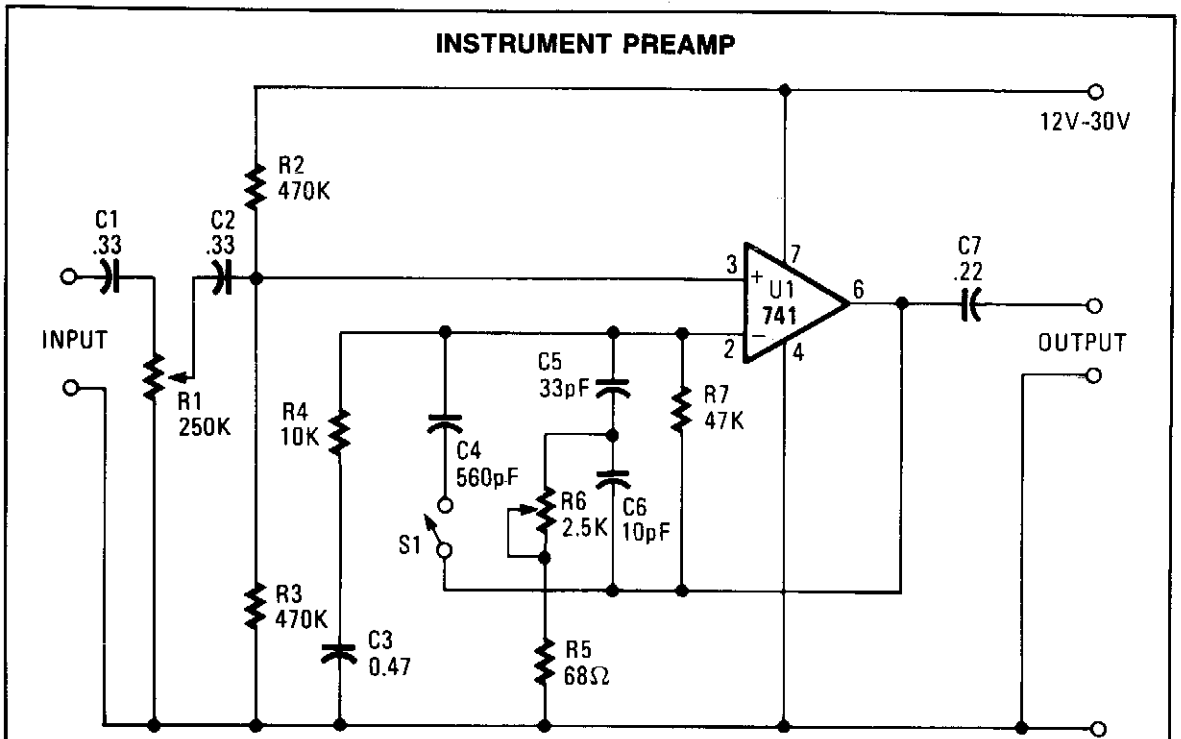 INSTRUMENT PREAMP
12V-30V
R2
470K
C1
.33
C2
.33
3
+
7
U1
741
6
C7
.22
INPUT
2
−
4
OUTPUT
R1
250K
R4
10K
C5
33pF
R7
47K
C4
560pF
R6
2.5K
C6
10pF
S1
R3
470K
C3
0.47
R5
68Ω